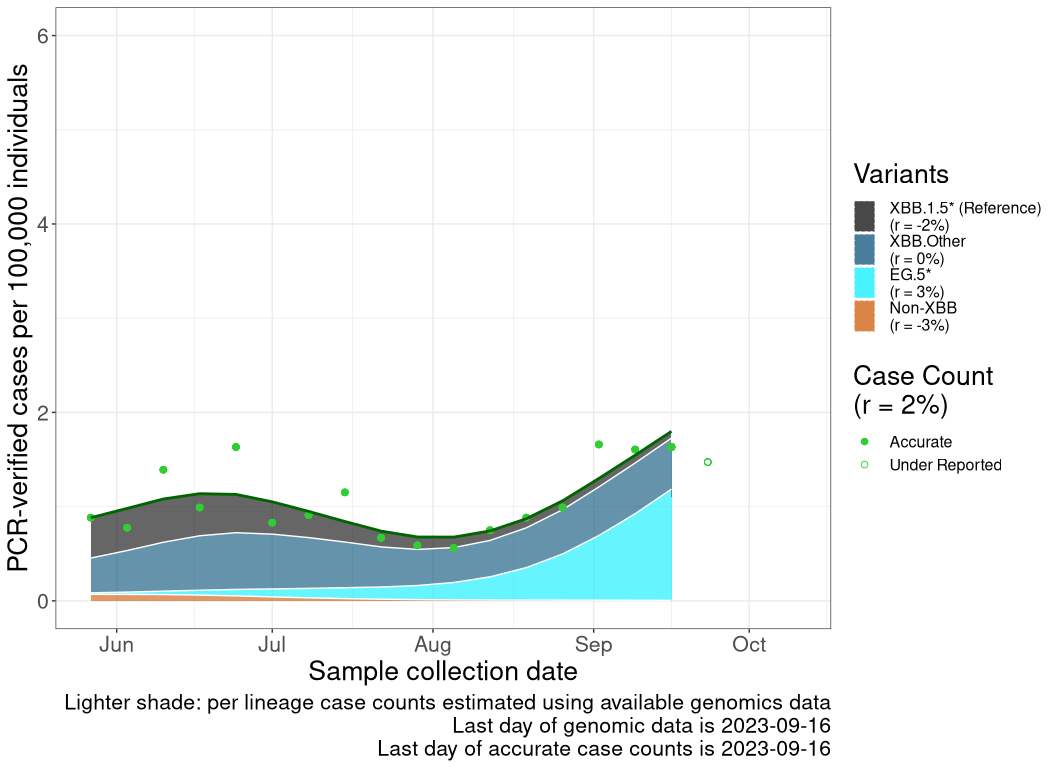 PCR-verified cases per 100,000 individuals
6
4
2
0
Jun Jul Aug Sep Oct
Sample collection date
Lighter shade: per lineage case counts estimated using available genomics data
Last day of genomic data is 2023-09-16
Last day of accurate case counts is 2023-09-16
Variants
XBB.1.5* (Reference)
(r = -2%)
XBB.Other
(r = 0%)
EG.5*
(r = 3%)
Non-XBB
(r = -3%)
Case Count
(r = 2%)
Accurate
Under Reported